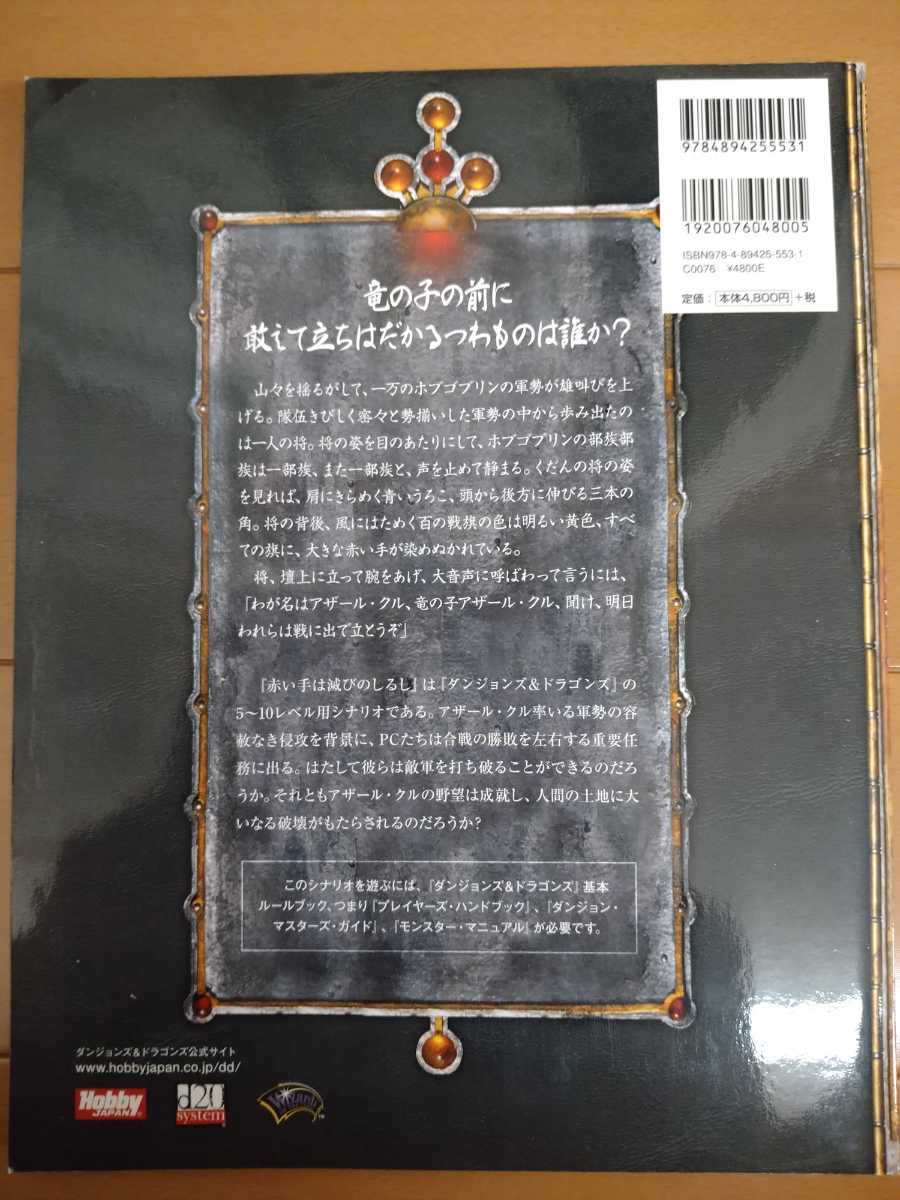 9784894255531
1920076048005
ISBN978-4-89425-553-1
C0076 ¥4800E
定価：本体4,800円＋税
竜の子の前に
敢えて立ちはだかるつわものは誰か？
山々を揺るがして、一万のホブゴブリンの軍勢が雄叫びを上
げる。隊伍きびしく密々と勢揃いした軍勢の中から歩み出たの
は一人の将。将の姿を目のあたりにして、ホブゴブリンの部族部
族は一部族、また一部族と、声を止めて静まる。くだんの将の姿
を見れば、肩にきらめく青いうろこ、頭から後方に伸びる三本の
角。将の背後、風にはためく百の戦旗の色は明るい黄色、すべ
ての旗に、大きな赤い手が染めぬかれている。
将、壇上に立って腕をあげ、大音声に呼ばわって言うには、
「わが名はアザール・クル、竜の子アザール・クル、聞け、明日
われらは戦に出で立とうぞ」
『赤い手は滅びのしるし』は『ダンジョンズ＆ドラゴンズ』の
5〜10レベル用シナリオである。アザール・クル率いる軍勢の容
赦なき侵攻を背景に、PCたちは合戦の勝敗を左右する重要任
務に出る。はたして彼らは敵軍を打ち破ることができるのだろ
うか。それともアザール・クルの野望は成就し、人間の土地に大
いなる破壊がもたらされるのだろうか？
このシナリオを遊ぶには、『ダンジョンズ＆ドラゴンズ』基本
ルールブック、つまり『プレイヤーズ・ハンドブック』、『ダンジョン・
マスターズ・ガイド』、『モンスター・マニュアル』が必要です。
ダンジョンズ＆ドラゴンズ公式サイト
www.hobbyjapan.co.jp/dd/
Hobby
JAPAN
d20
system
Wizards
™